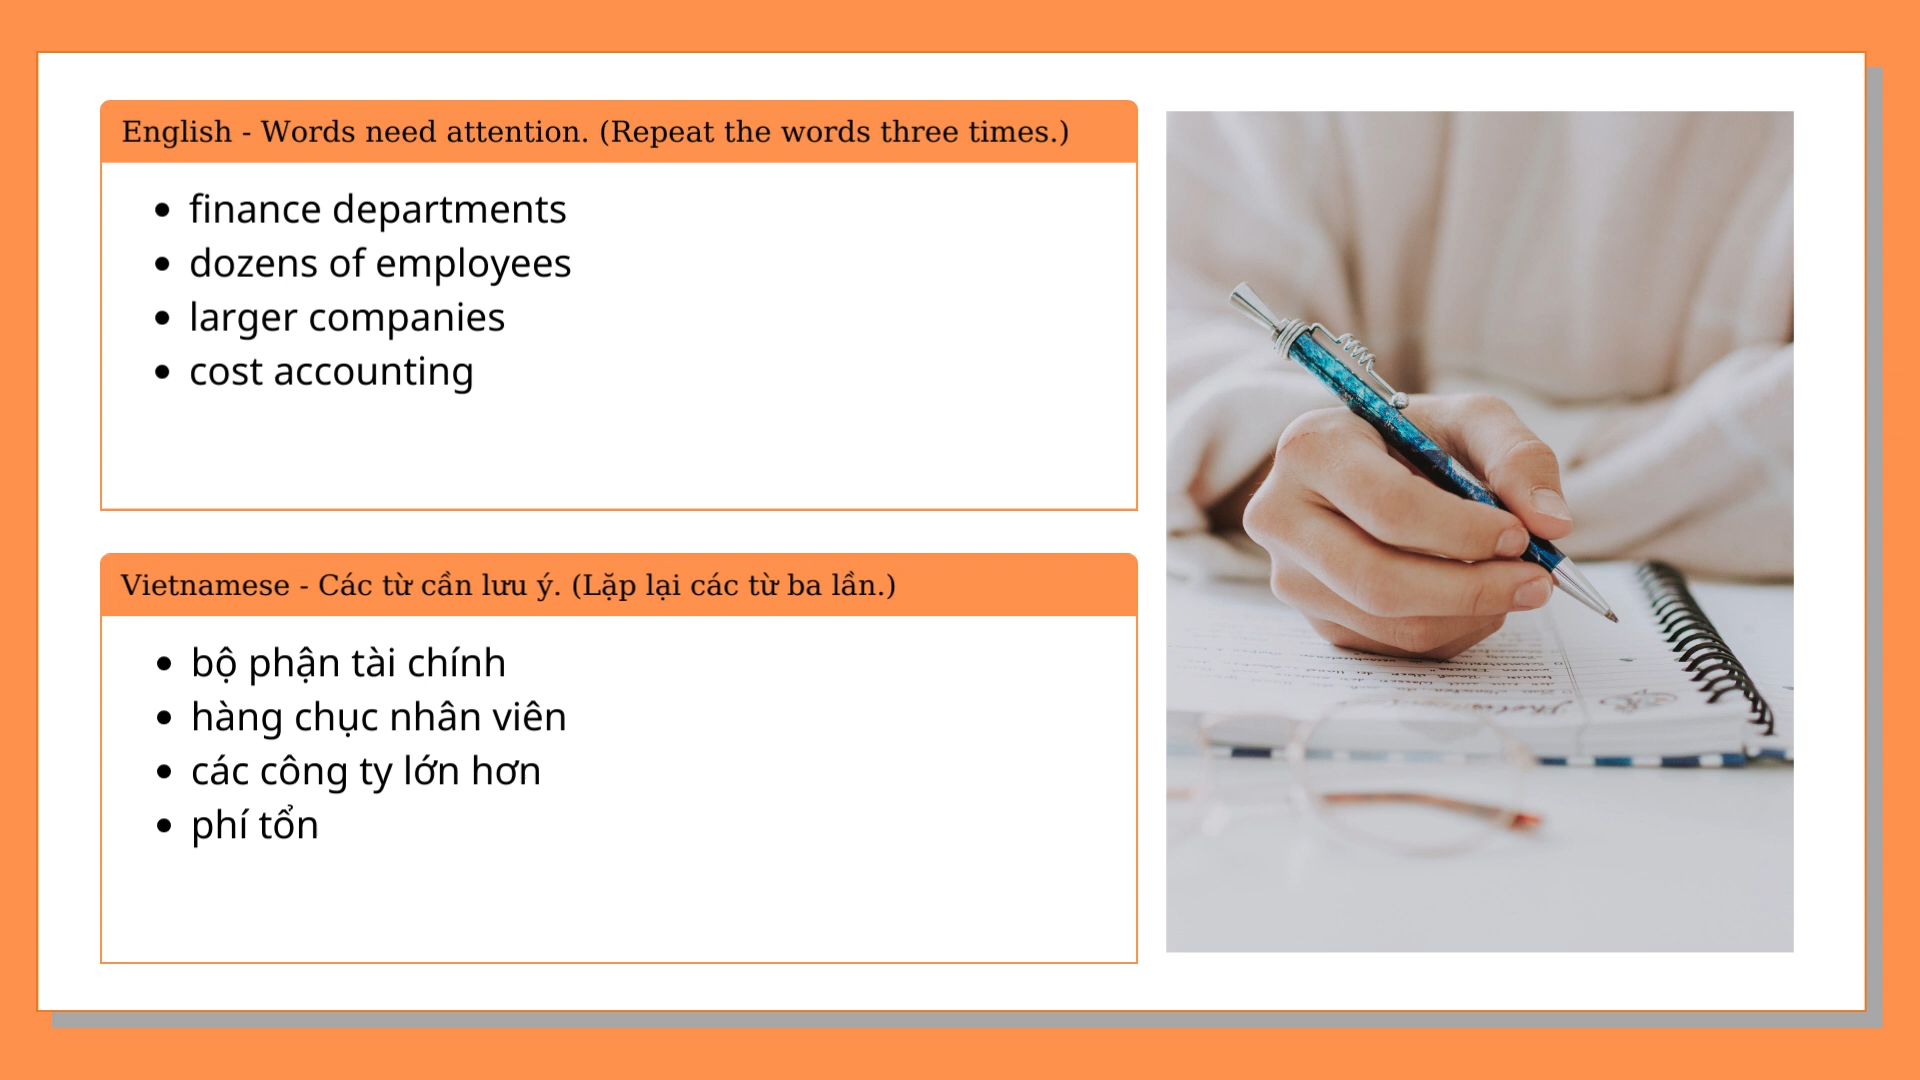 English - Words need attention. (Repeat the words three times.)
finance departments
dozens of employees
larger companies
cost accounting
Vietnamese - Các từ cần lưu ý. (Lặp lại các từ ba lần.)
bộ phận tài chính
hàng chục nhân viên
các công ty lớn hơn
phí tổn